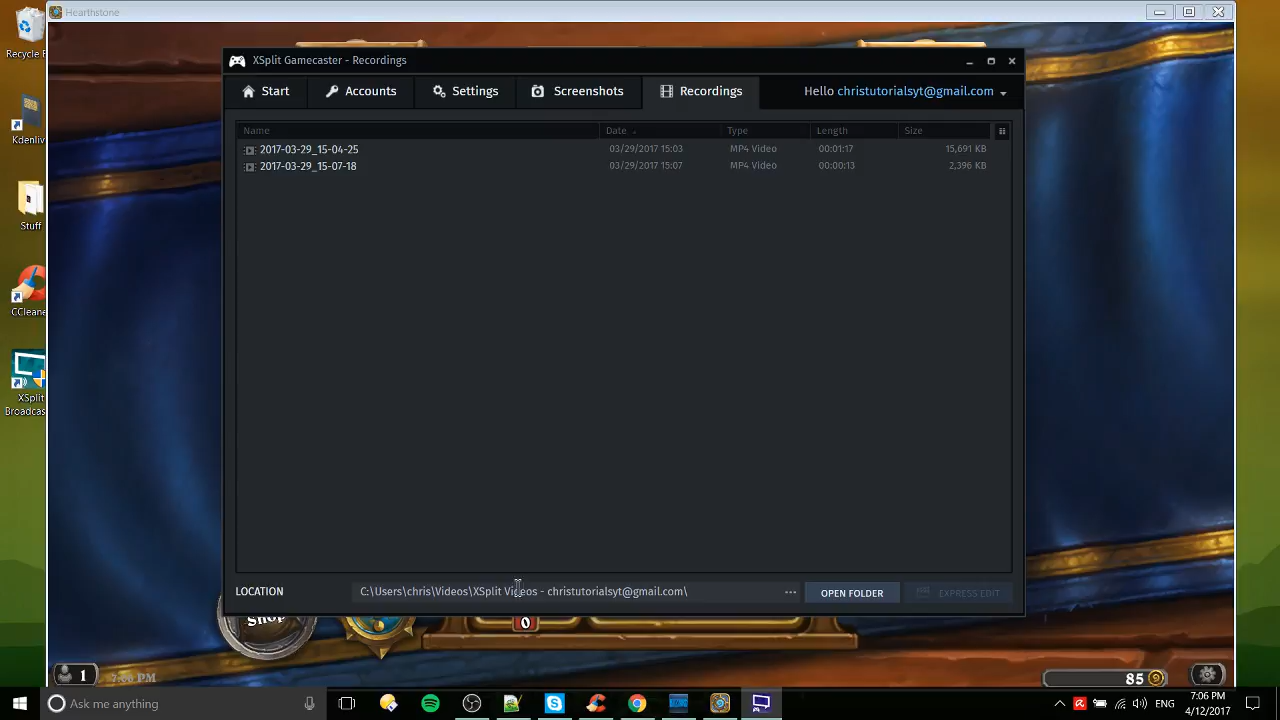 Hearthstone
Recycle
XSplit Gamecaster - Recordings
Start
Accounts
Settings
Screenshots
Recordings
Hello christutorialsyt@gmail.com
Name
Date
Type
Length
Size
2017-03-29_15-04-25
03/29/2017 15:03
MP4 Video
00:01:17
15,691 KB
2017-03-29_15-07-18
03/29/2017 15:07
MP4 Video
00:00:13
2,396 KB
Kdenliv
Stuff
CCleane
XSplit
Broadcas
LOCATION
C:\Users\chris\Videos\XSplit Videos - christutorialsyt@gmail.com\
OPEN FOLDER
EXPRESS EDIT
Shop
0
1
85
Ask me anything
ENG
7:06 PM
4/12/2017